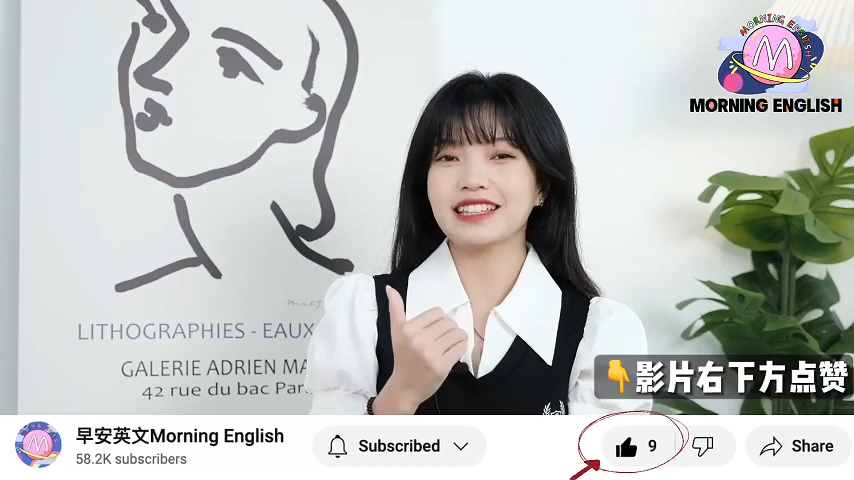 MORNING ENGLISH
MORNING ENGLISH
LITHOGRAPHIES - EAUX
GALERIE ADRIEN MA
42 rue du bac Par
👇影片右下方点赞
早安英文Morning English
58.2K subscribers
Subscribed
9
Share